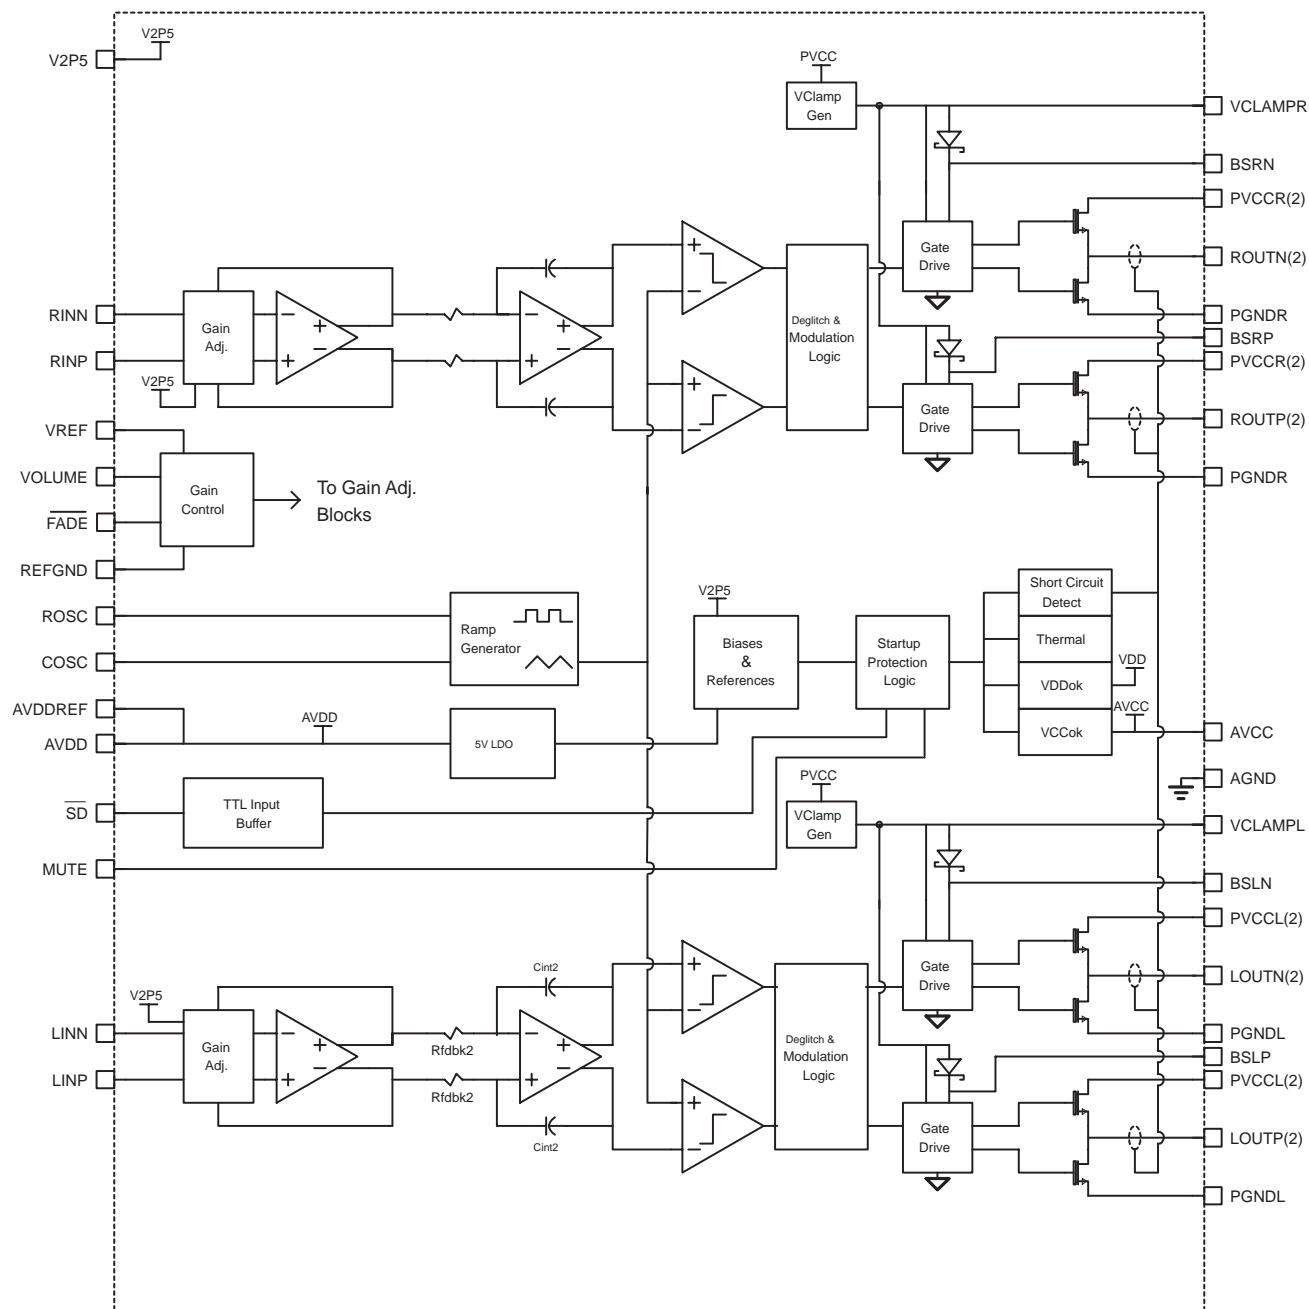 V2P5
V2P5
PVCC
VClamp
Gen
VCLAMPR
BSRN
PVCCR(2)
Gate
Drive
ROUTN(2)
RINN
Gain
Adj.
RINP
V2P5
− + + −
− +
+ −
+ −
Deglitch &
Modulation
Logic
PGNDR
BSRP
PVCCR(2)
Gate
Drive
ROUTP(2)
PGNDR
VREF
VOLUME
FADE
REFGND
Gain
Control
To Gain Adj.
Blocks
ROSC
COSC
Ramp
Generator
V2P5
Biases
&
References
Startup
Protection
Logic
Short Circuit
Detect
Thermal
VDDok
VDD
VCCok
AVCC
AVCC
AVDDREF
AVDD
AVDD
5V LDO
AGND
SD
TTL Input
Buffer
MUTE
PVCC
VClamp
Gen
VCLAMPL
BSLN
PVCCL(2)
Gate
Drive
LOUTN(2)
V2P5
LINN
Gain
Adj.
LINP
− + + −
Rfdbk2
Rfdbk2
Cint2
Cint2
− +
+ −
+ −
Deglitch &
Modulation
Logic
PGNDL
BSLP
PVCCL(2)
Gate
Drive
LOUTP(2)
PGNDL